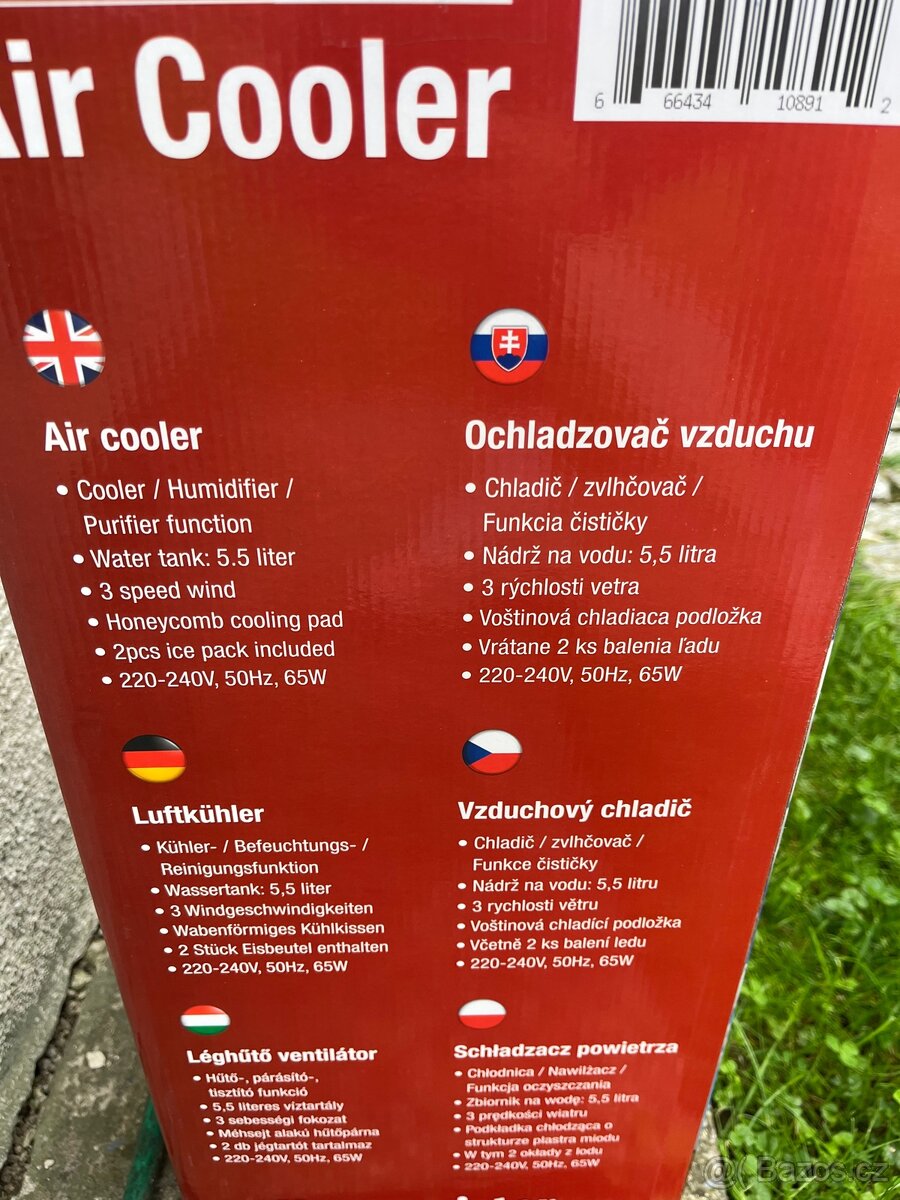 Air Cooler
6 66434 10891 2
Air cooler
• Cooler / Humidifier /
Purifier function
• Water tank: 5.5 liter
• 3 speed wind
• Honeycomb cooling pad
• 2pcs ice pack included
• 220-240V, 50Hz, 65W
Ochladzovač vzduchu
• Chladič / zvlhčovač /
Funkcia čističky
• Nádrž na vodu: 5,5 litra
• 3 rýchlosti vetra
• Voštinová chladiaca podložka
• Vrátane 2 ks balenia ľadu
• 220-240V, 50Hz, 65W
Luftkühler
• Kühler- / Befeuchtungs- /
Reinigungsfunktion
• Wassertank: 5,5 liter
• 3 Windgeschwindigkeiten
• Wabenförmiges Kühlkissen
• 2 Stück Eisbeutel enthalten
• 220-240V, 50Hz, 65W
Vzduchový chladič
• Chladič / zvlhčovač /
Funkce čističky
• Nádrž na vodu: 5,5 litru
• 3 rychlosti větru
• Voštinová chladící podložka
• Včetně 2 ks balení ledu
• 220-240V, 50Hz, 65W
Léghűtő ventilátor
• Hűtő-, párásító-,
tisztító funkció
• 5,5 literes víztartály
• 3 sebességi fokozat
• Méhsejt alakú hűtőpárna
• 2 db jégtartót tartalmaz
• 220-240V, 50Hz, 65W
Schładzacz powietrza
• Chłodnica / Nawilżacz /
Funkcja oczyszczania
• Zbiornik na wodę: 5,5 litra
• 3 prędkości wiatru
• Podkładka chłodząca o
strukturze plastra miodu
• W tym 2 okłady z lodu
• 220-240V, 50Hz, 65W
@ Bazos.cz